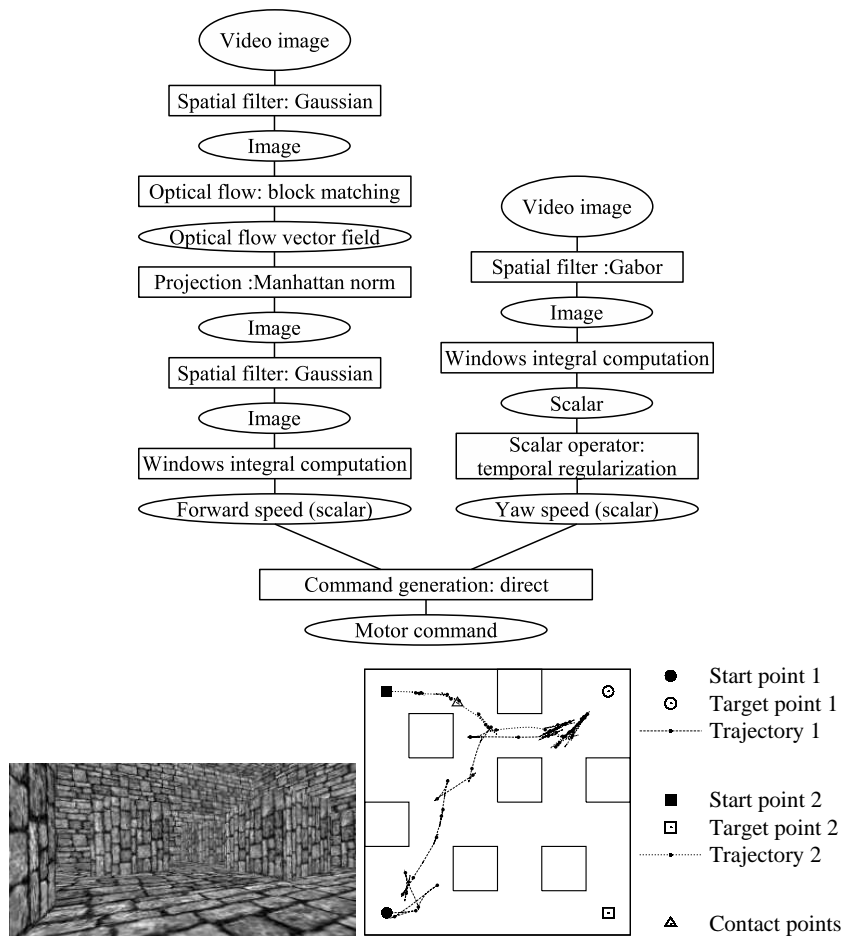 Video image
Spatial filter: Gaussian
Image
Optical flow: block matching
Optical flow vector field
Projection :Manhattan norm
Image
Spatial filter: Gaussian
Image
Windows integral computation
Forward speed (scalar)
Video image
Spatial filter :Gabor
Image
Windows integral computation
Scalar
Scalar operator:
temporal regularization
Yaw speed (scalar)
Command generation: direct
Motor command
Start point 1
Target point 1
Trajectory 1
Start point 2
Target point 2
Trajectory 2
Contact points